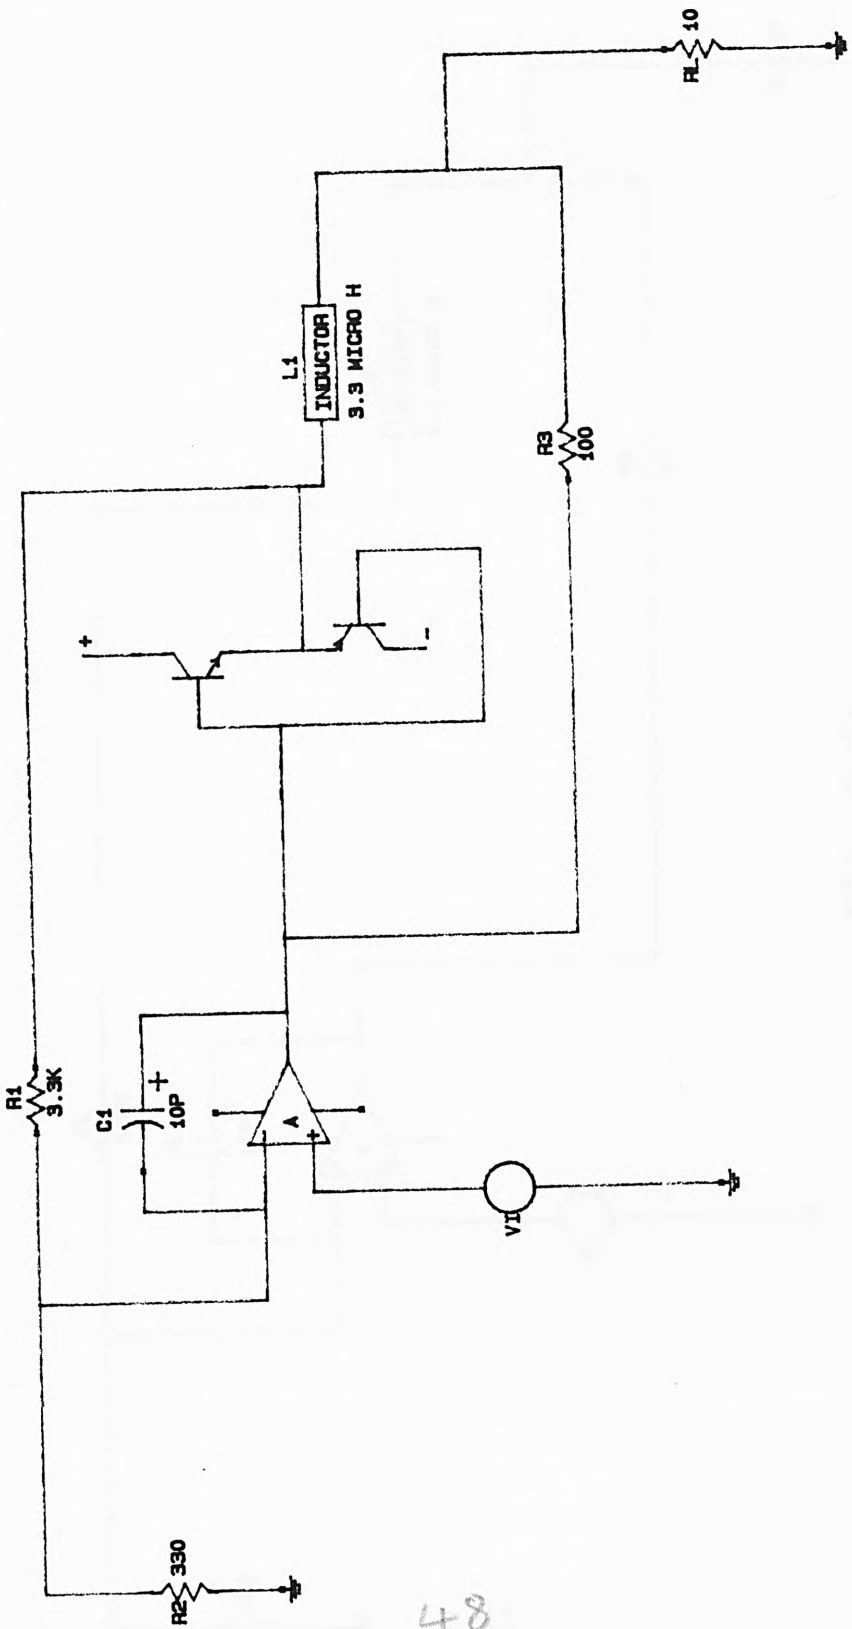 RL 10
L1
INDUCTOR
3.3 MICRO H
R3
100
+
-
R1
3.3K
C1
+
10P
A
-
+
VI
R2 330
48